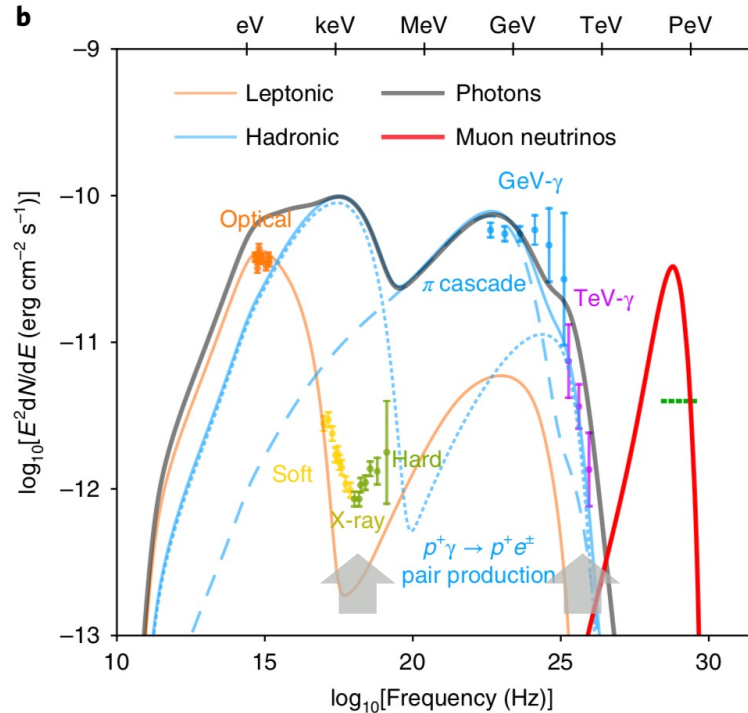 b
eV keV MeV GeV TeV PeV
−9
Leptonic Photons
Hadronic Muon neutrinos
−10
GeV-γ
Optical
π cascade
TeV-γ
−11
log₁₀[E²dN/dE (erg cm⁻² s⁻¹)]
Soft
Hard
−12
X-ray
p⁺γ → p⁺e±
pair production
−13
10 15 20 25 30
log₁₀[Frequency (Hz)]